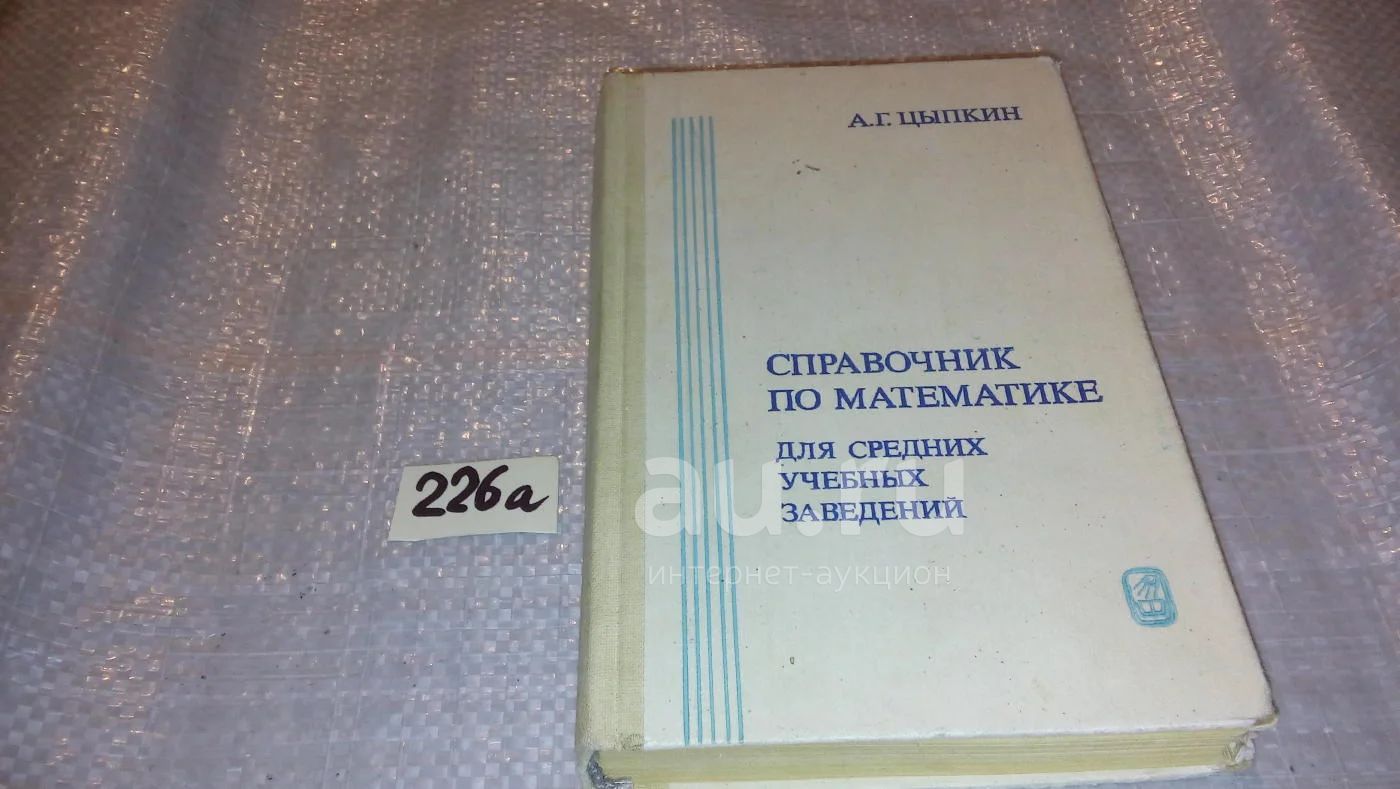 А.Г. ЦЫПКИН
СПРАВОЧНИК
ПО МАТЕМАТИКЕ
ДЛЯ СРЕДНИХ
УЧЕБНЫХ
ЗАВЕДЕНИЙ
226а
au.ru
интернет-аукцион